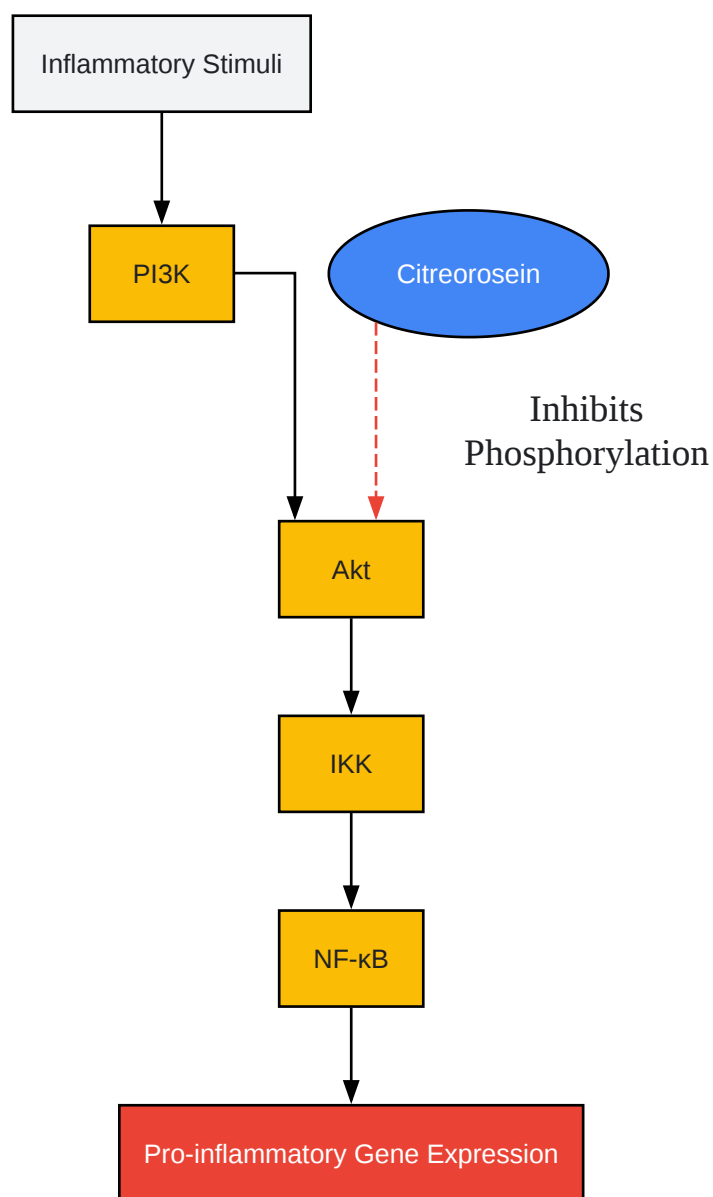 Inflammatory Stimuli
PI3K
Citreorosein
Inhibits
Phosphorylation
Akt
IKK
NF-κB
Pro-inflammatory Gene Expression